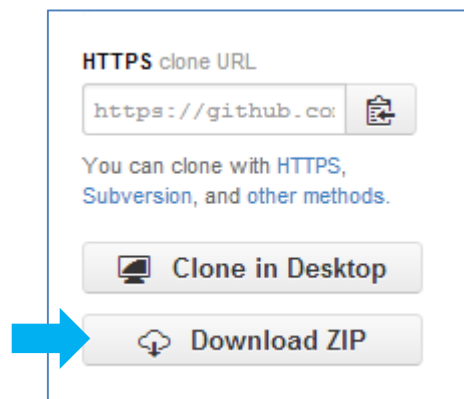 HTTPS clone URL
https://github.co
You can clone with HTTPS,
Subversion, and other methods.
Clone in Desktop
Download ZIP